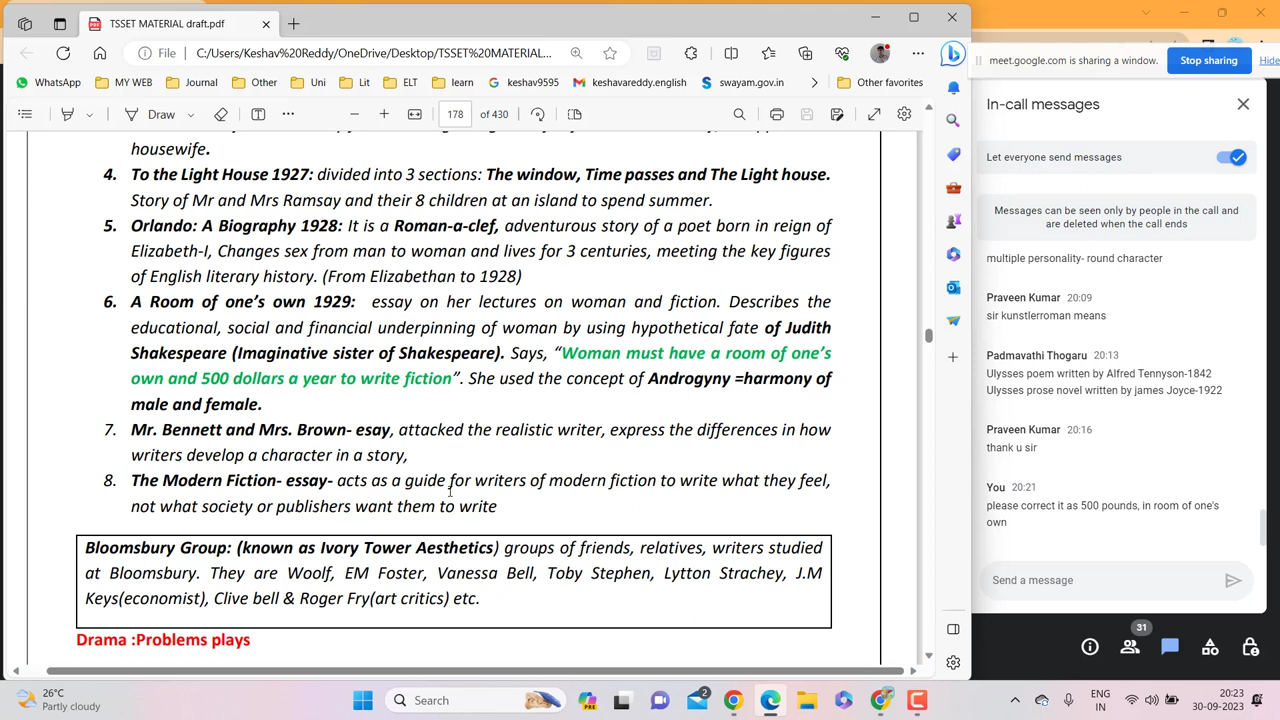 TSSET MATERIAL draft.pdf
File
C:/Users/Keshav%20Reddy/OneDrive/Desktop/TSSET%20MATERIAL...
WhatsApp
MY WEB
Journal
Other
Uni
Lit
ELT
learn
keshav9595
keshavareddy.english
swayam.gov.in
Other favorites
Draw
178
of 430
housewife.
4. To the Light House 1927: divided into 3 sections: The window, Time passes and The Light house.
Story of Mr and Mrs Ramsay and their 8 children at an island to spend summer.
5. Orlando: A Biography 1928: It is a Roman-a-clef, adventurous story of a poet born in reign of
Elizabeth-I, Changes sex from man to woman and lives for 3 centuries, meeting the key figures
of English literary history. (From Elizabethan to 1928)
6. A Room of one’s own 1929: essay on her lectures on woman and fiction. Describes the
educational, social and financial underpinning of woman by using hypothetical fate of Judith
Shakespeare (Imaginative sister of Shakespeare). Says, “Woman must have a room of one’s
own and 500 dollars a year to write fiction”. She used the concept of Androgyny =harmony of
male and female.
7. Mr. Bennett and Mrs. Brown- esay, attacked the realistic writer, express the differences in how
writers develop a character in a story,
8. The Modern Fiction- essay- acts as a guide for writers of modern fiction to write what they feel,
not what society or publishers want them to write
Bloomsbury Group: (known as Ivory Tower Aesthetics) groups of friends, relatives, writers studied
at Bloomsbury. They are Woolf, EM Foster, Vanessa Bell, Toby Stephen, Lytton Strachey, J.M
Keys(economist), Clive bell & Roger Fry(art critics) etc.
Drama :Problems plays
meet.google.com is sharing a window.
Stop sharing
Hide
In-call messages
Let everyone send messages
Messages can be seen only by people in the call and
are deleted when the call ends
multiple personality- round character
Praveen Kumar 20:09
sir kunstlerroman means
Padmavathi Thogaru 20:13
Ulysses poem written by Alfred Tennyson-1842
Ulysses prose novel written by james Joyce-1922
Praveen Kumar 20:16
thank u sir
You 20:21
please correct it as 500 pounds, in room of one's
own
Send a message
31
26°C
Partly cloudy
Search
2
ENG
IN
20:23
30-09-2023